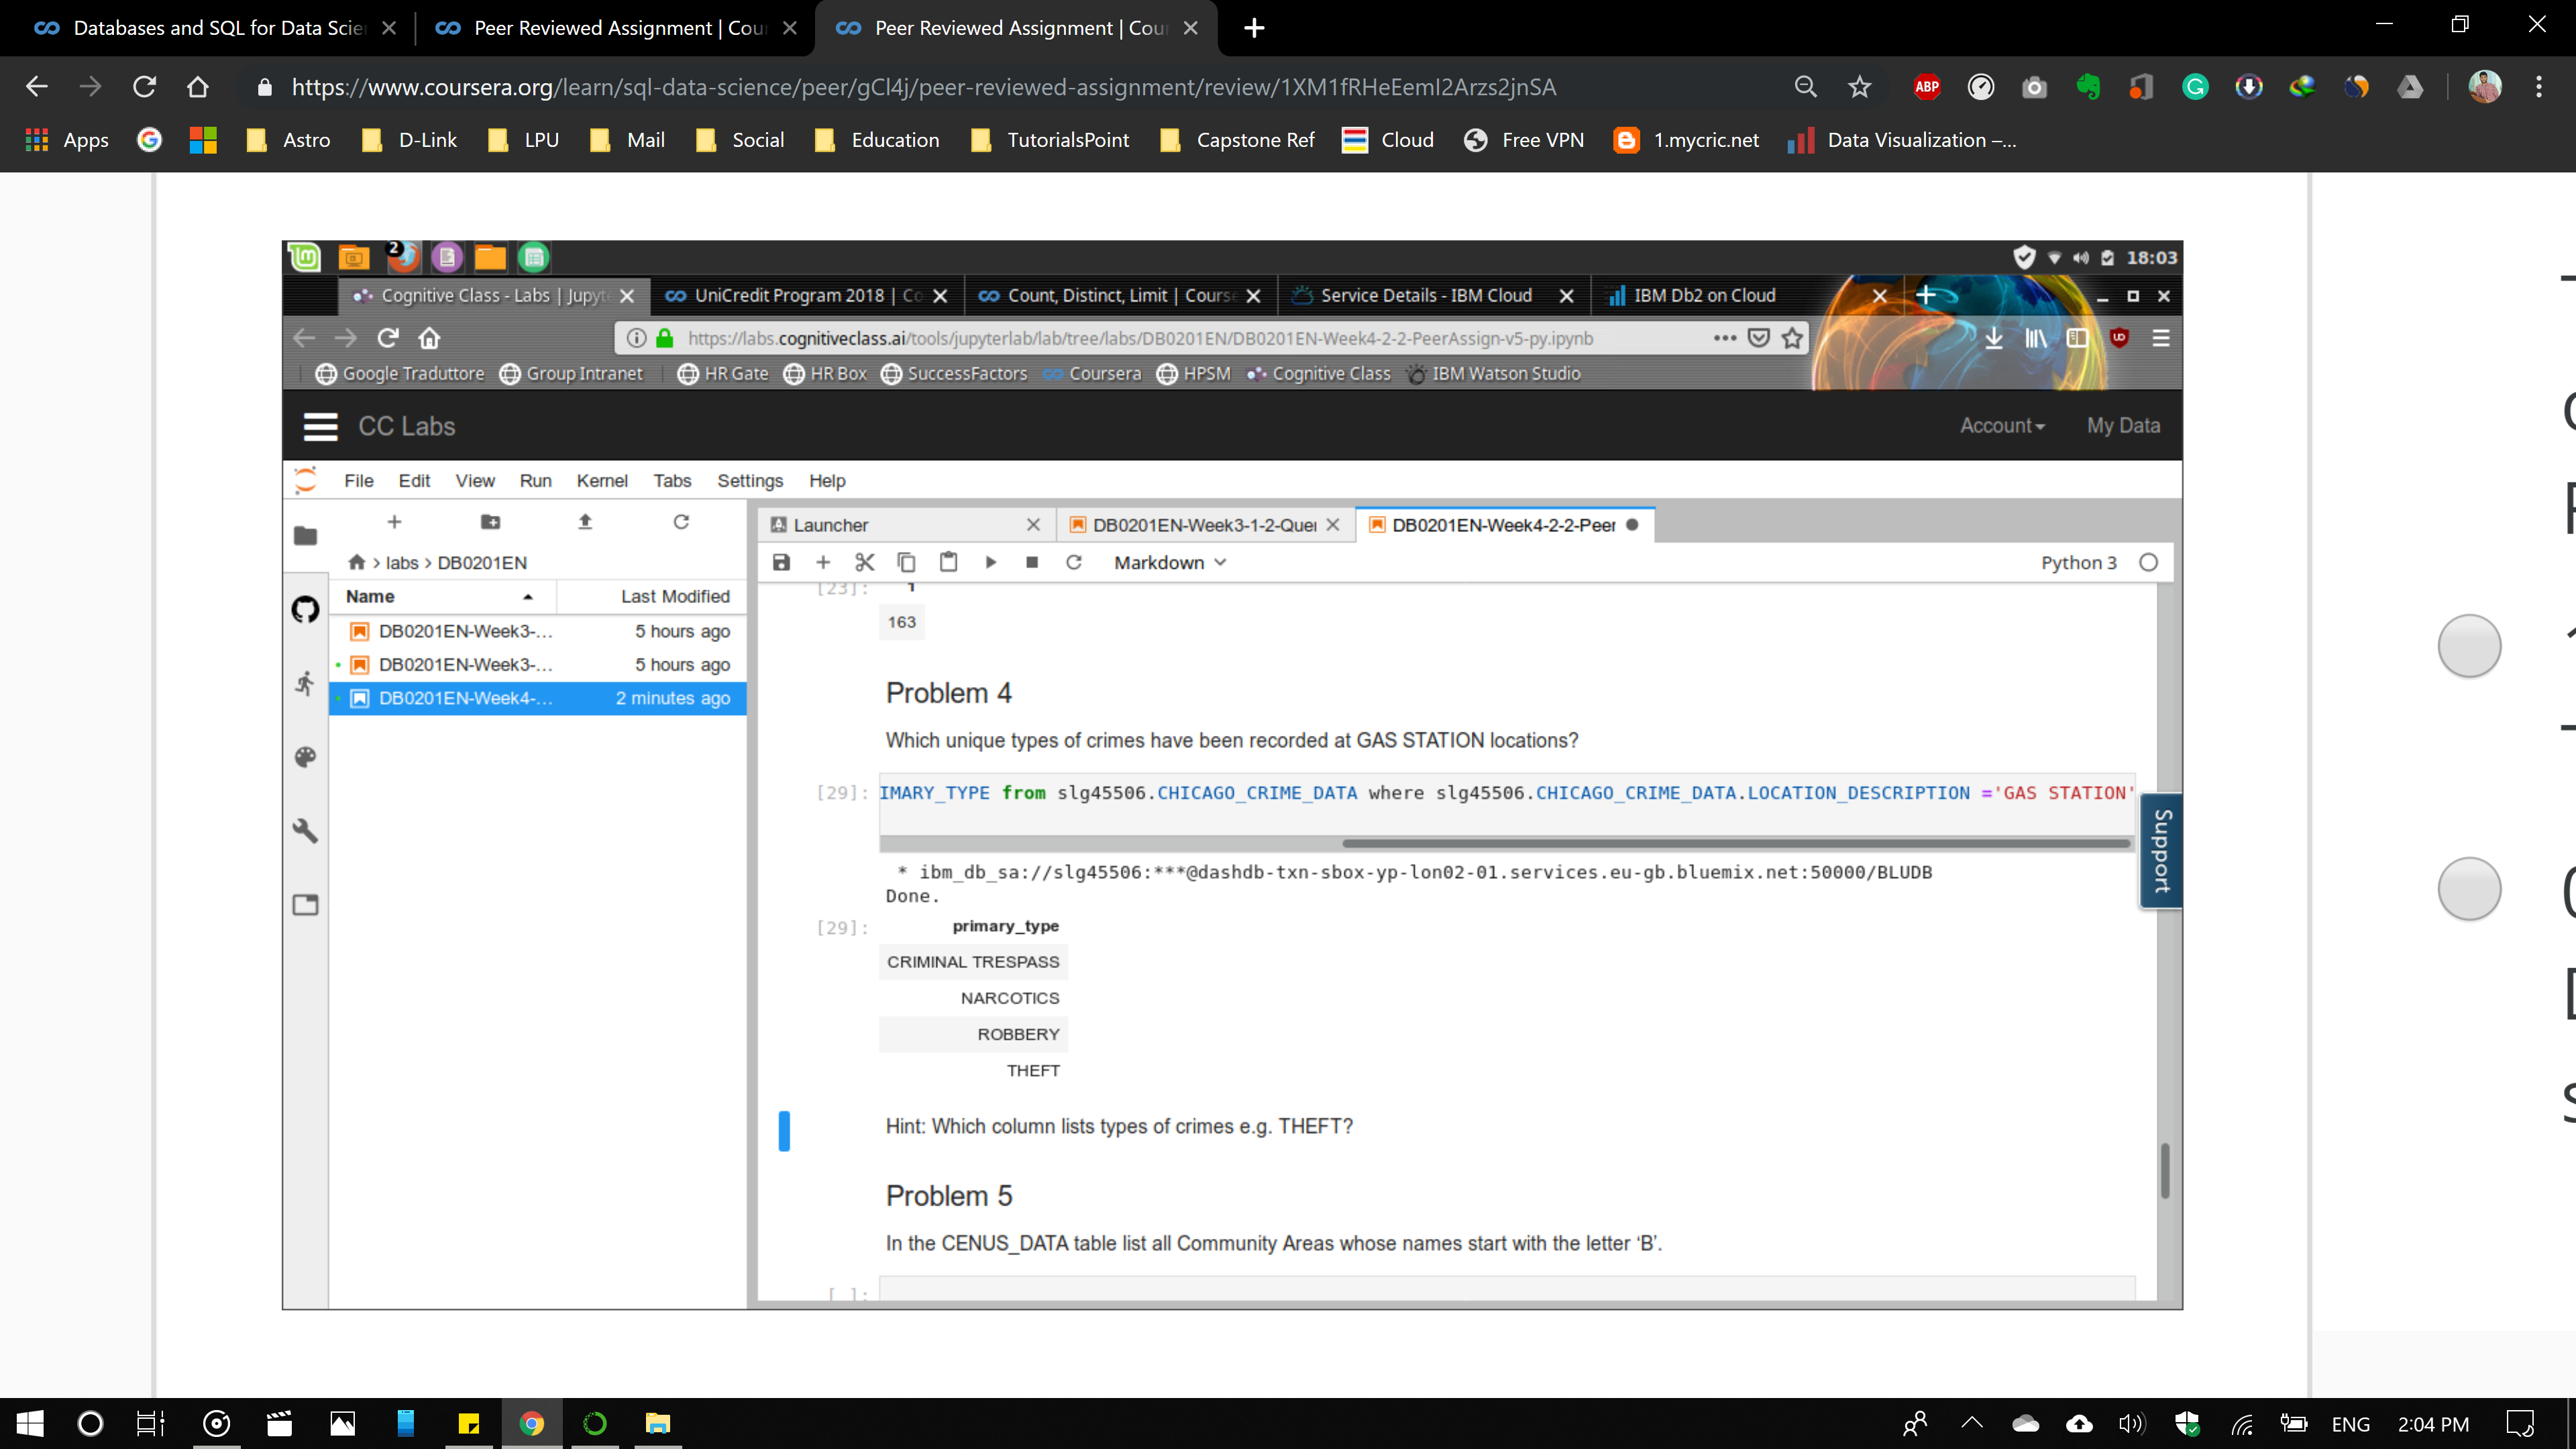 Databases and SQL for Data Scie
Peer Reviewed Assignment | Cou
Peer Reviewed Assignment | Cou
https://www.coursera.org/learn/sql-data-science/peer/gCl4j/peer-reviewed-assignment/review/1XM1fRHeEemI2Arzs2jnSA
ABP
Apps
Astro
D-Link
LPU
Mail
Social
Education
TutorialsPoint
Capstone Ref
Cloud
Free VPN
1.mycric.net
Data Visualization –...
2
18:03
Cognitive Class - Labs | Jupyte
UniCredit Program 2018 | Co
Count, Distinct, Limit | Course
Service Details - IBM Cloud
IBM Db2 on Cloud
https://labs.cognitiveclass.ai/tools/jupyterlab/lab/tree/labs/DB0201EN/DB0201EN-Week4-2-2-PeerAssign-v5-py.ipynb
Google Traduttore
Group Intranet
HR Gate
HR Box
SuccessFactors
Coursera
HPSM
Cognitive Class
IBM Watson Studio
CC Labs
Account
My Data
File Edit View Run Kernel Tabs Settings Help
Launcher
DB0201EN-Week3-1-2-Quer
DB0201EN-Week4-2-2-Peer
> labs > DB0201EN
Markdown
Python 3
Name
Last Modified
DB0201EN-Week3-... 5 hours ago
DB0201EN-Week3-... 5 hours ago
DB0201EN-Week4-... 2 minutes ago
[23]: 1
163
Problem 4
Which unique types of crimes have been recorded at GAS STATION locations?
[29]: IMARY_TYPE from slg45506.CHICAGO_CRIME_DATA where slg45506.CHICAGO_CRIME_DATA.LOCATION_DESCRIPTION ='GAS STATION'
Support
* ibm_db_sa://slg45506:***@dashdb-txn-sbox-yp-lon02-01.services.eu-gb.bluemix.net:50000/BLUDB
Done.
[29]: primary_type
CRIMINAL TRESPASS
NARCOTICS
ROBBERY
THEFT
Hint: Which column lists types of crimes e.g. THEFT?
Problem 5
In the CENUS_DATA table list all Community Areas whose names start with the letter ‘B’.
[ ]:
ENG
2:04 PM